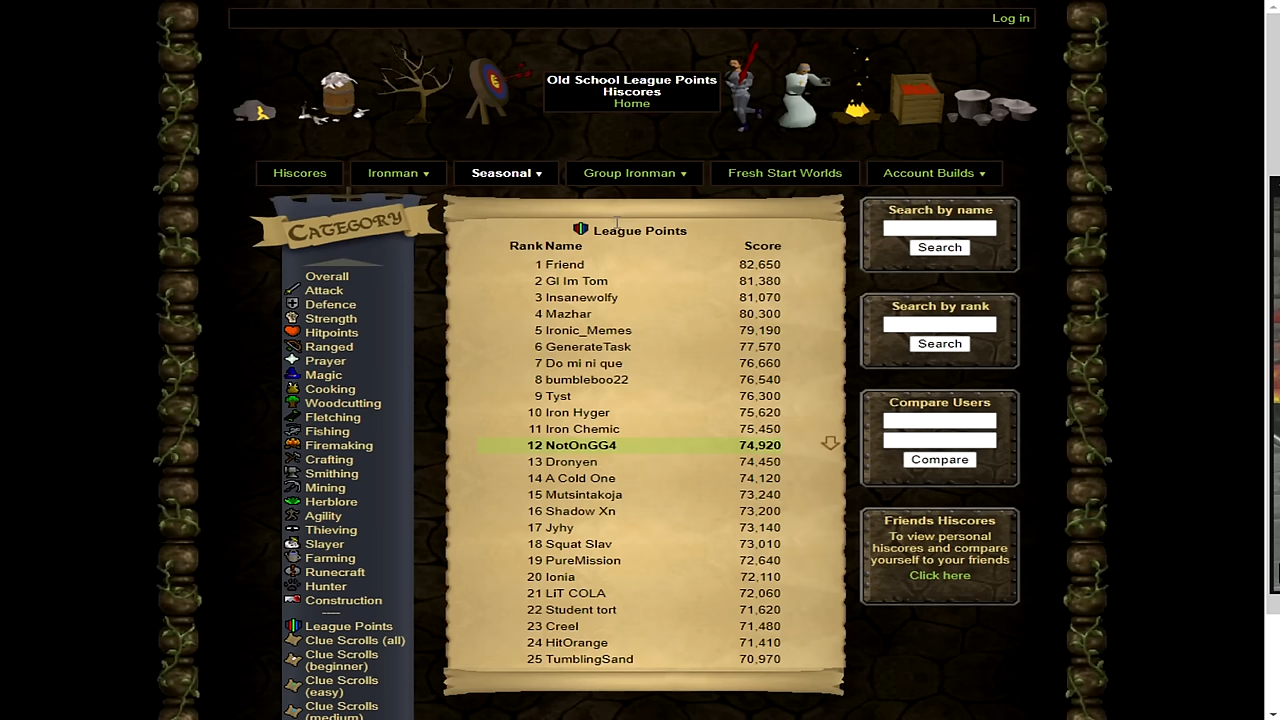 Log in
Old School League Points
Hiscores
Home
Hiscores
Ironman ▾
Seasonal ▾
Group Ironman ▾
Fresh Start Worlds
Account Builds ▾
CATEGORY
Overall
Attack
Defence
Strength
Hitpoints
Ranged
Prayer
Magic
Cooking
Woodcutting
Fletching
Fishing
Firemaking
Crafting
Smithing
Mining
Herblore
Agility
Thieving
Slayer
Farming
Runecraft
Hunter
Construction
----
League Points
Clue Scrolls (all)
Clue Scrolls
(beginner)
Clue Scrolls
(easy)
Clue Scrolls
(medium)
League Points
Rank Name Score
1 Friend 82,650
2 Gl Im Tom 81,380
3 Insanewolfy 81,070
4 Mazhar 80,300
5 Ironic_Memes 79,190
6 GenerateTask 77,570
7 Do mi ni que 76,660
8 bumbleboo22 76,540
9 Tyst 76,300
10 Iron Hyger 75,620
11 Iron Chemic 75,450
12 NotOnGG4 74,920
13 Dronyen 74,450
14 A Cold One 74,120
15 Mutsintakoja 73,240
16 Shadow Xn 73,200
17 Jyhy 73,140
18 Squat Slav 73,010
19 PureMission 72,640
20 Ionia 72,110
21 LiT COLA 72,060
22 Student tort 71,620
23 Creel 71,480
24 HitOrange 71,410
25 TumblingSand 70,970
Search by name
Search
Search by rank
Search
Compare Users
Compare
Friends Hiscores
To view personal
hiscores and compare
yourself to your friends
Click here